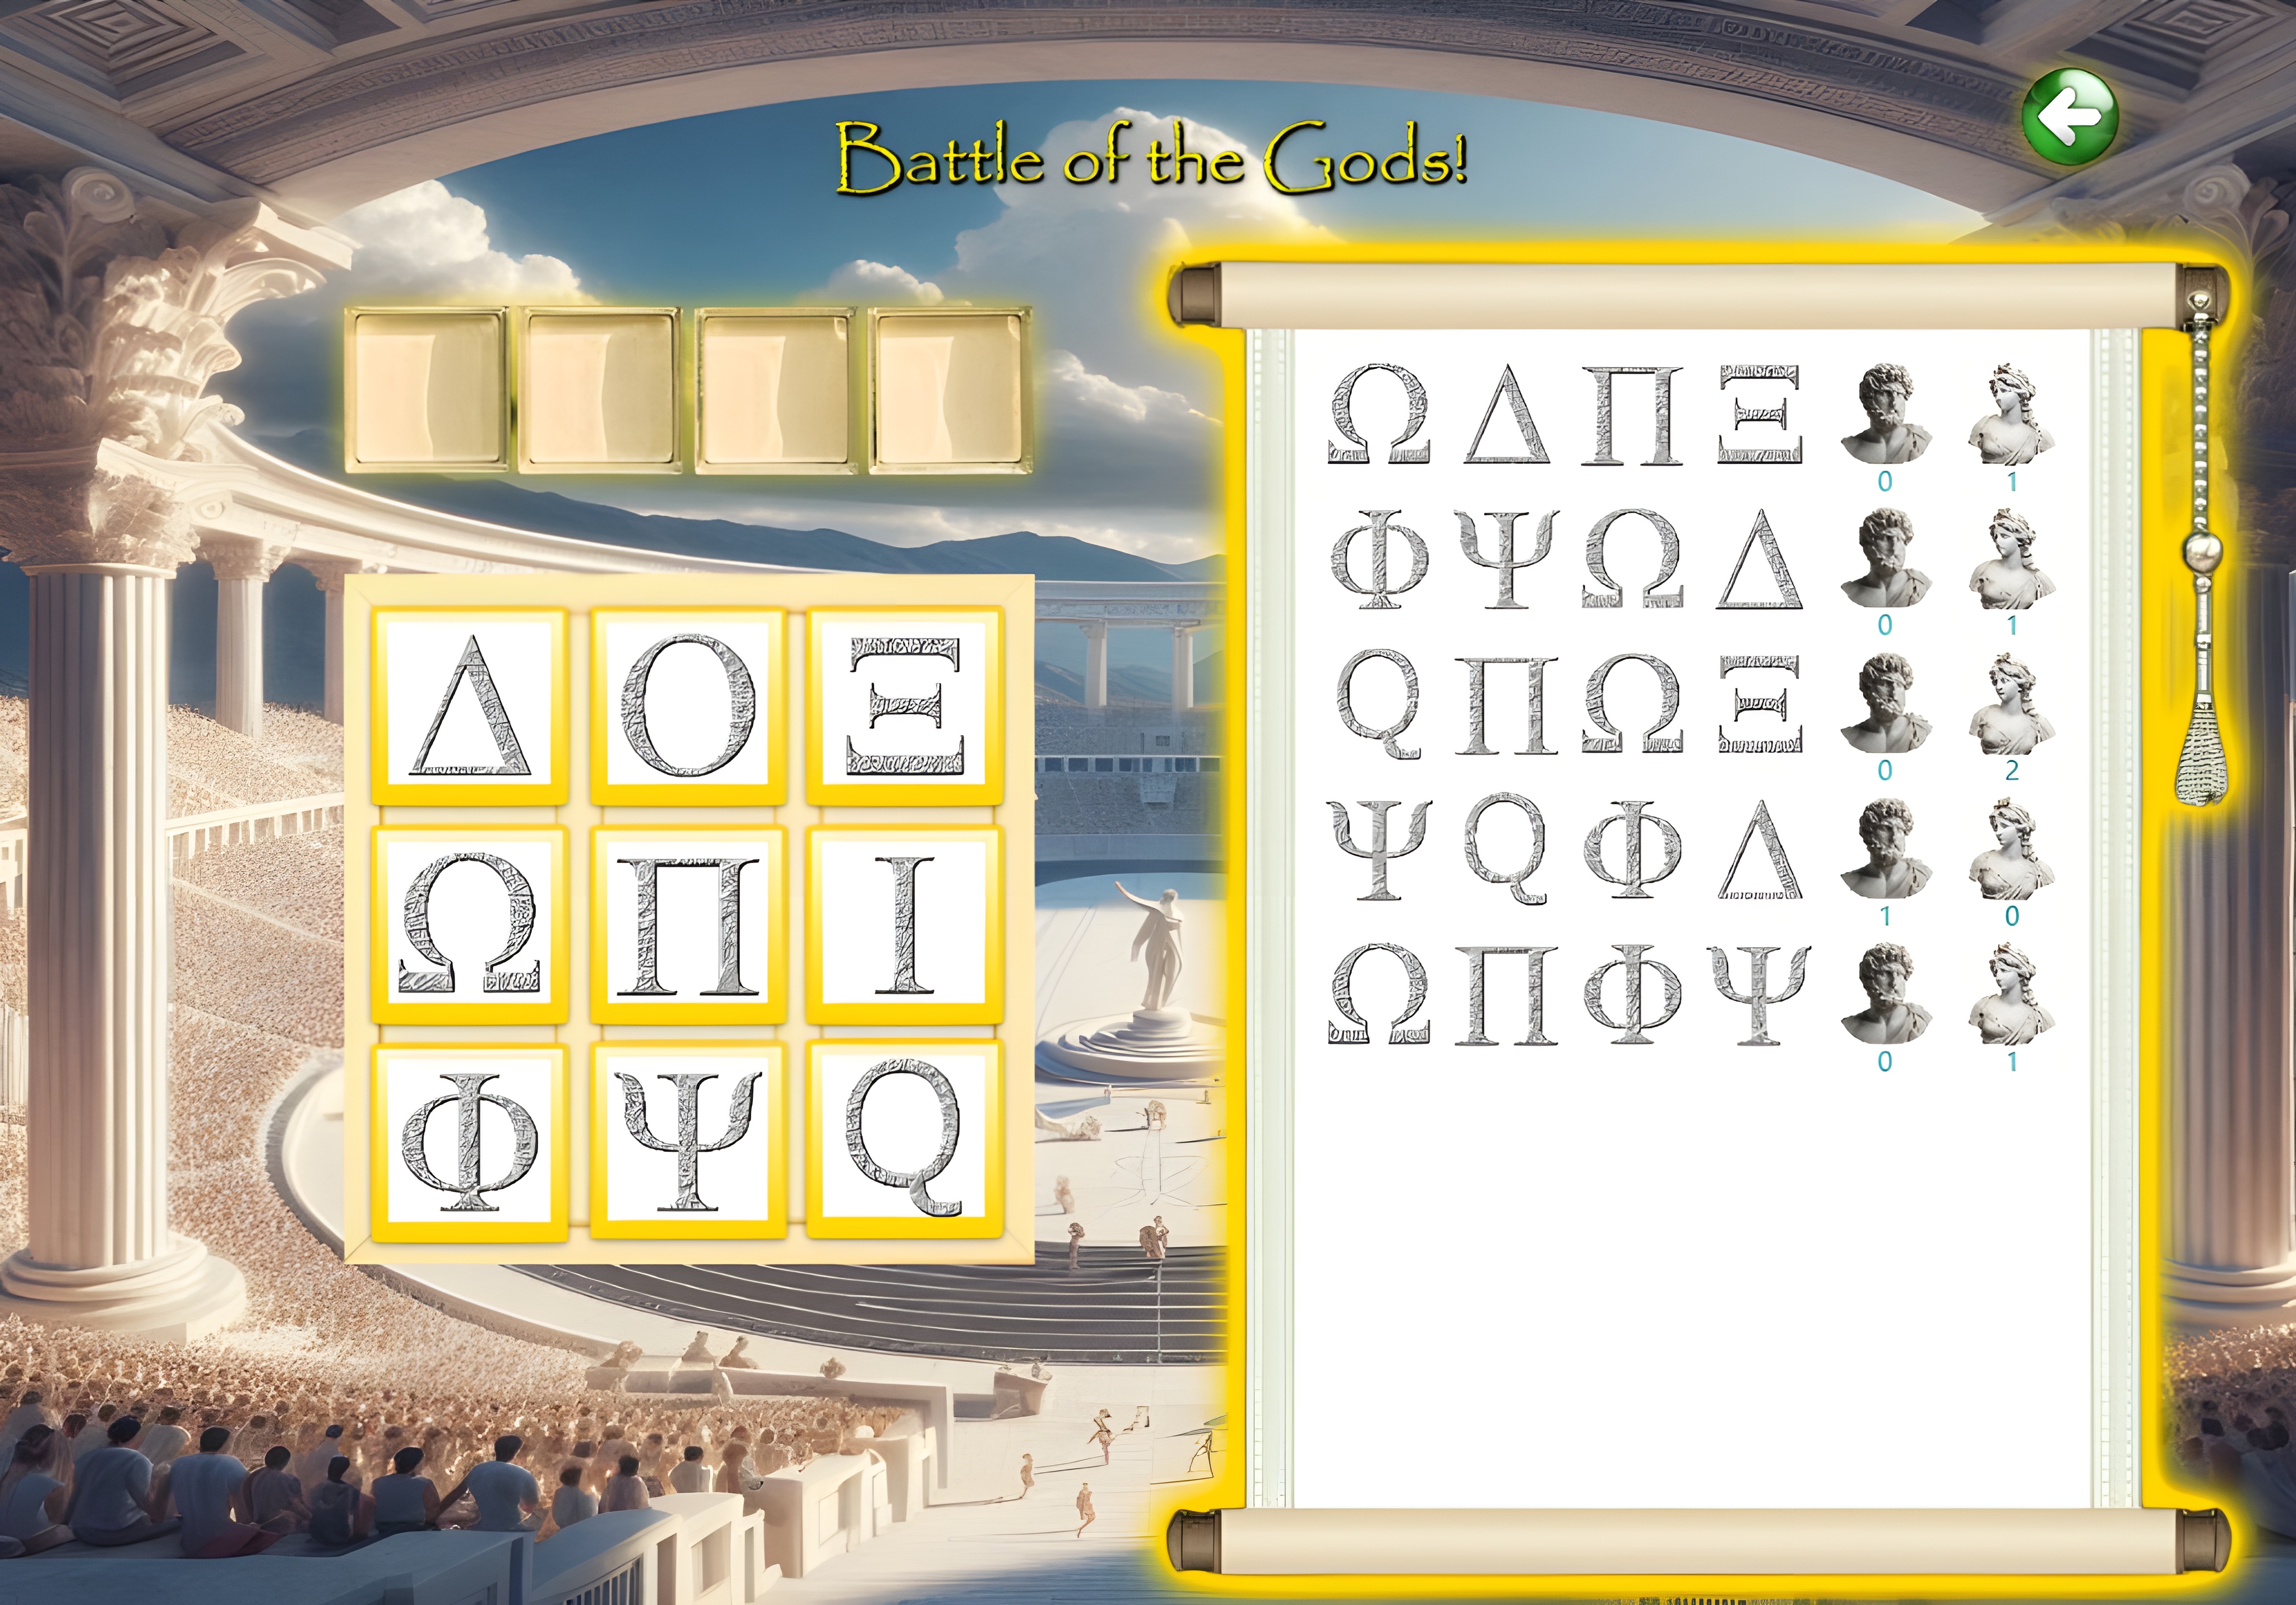 Battle of the Gods!
Ω Δ Π Ξ
0 1
Φ Ψ Ω Δ
0 1
Q Π Ω Ξ
0 2
Ψ Q Φ Δ
1 0
Ω Π Φ Ψ
0 1
Δ Ο Ξ
Ω Π Ι
Φ Ψ Q